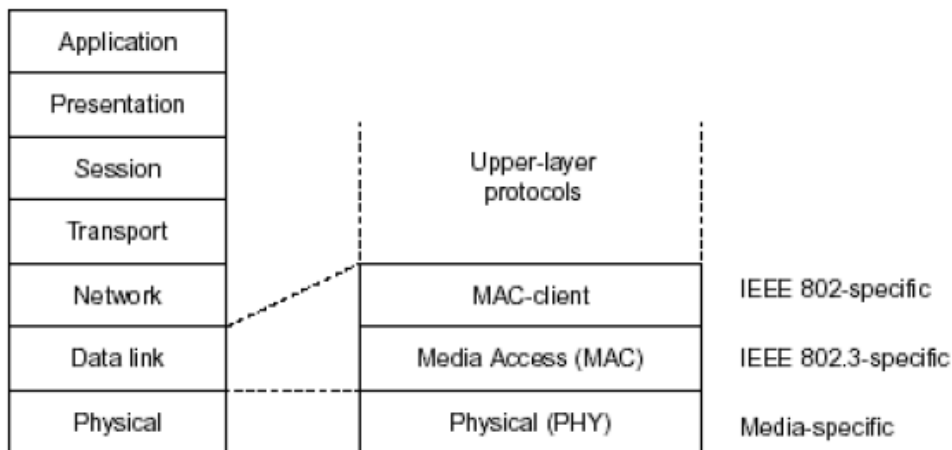 Application
Presentation
Session
Transport
Network
Data link
Physical
Upper-layer
protocols
MAC-client
Media Access (MAC)
Physical (PHY)
IEEE 802-specific
IEEE 802.3-specific
Media-specific